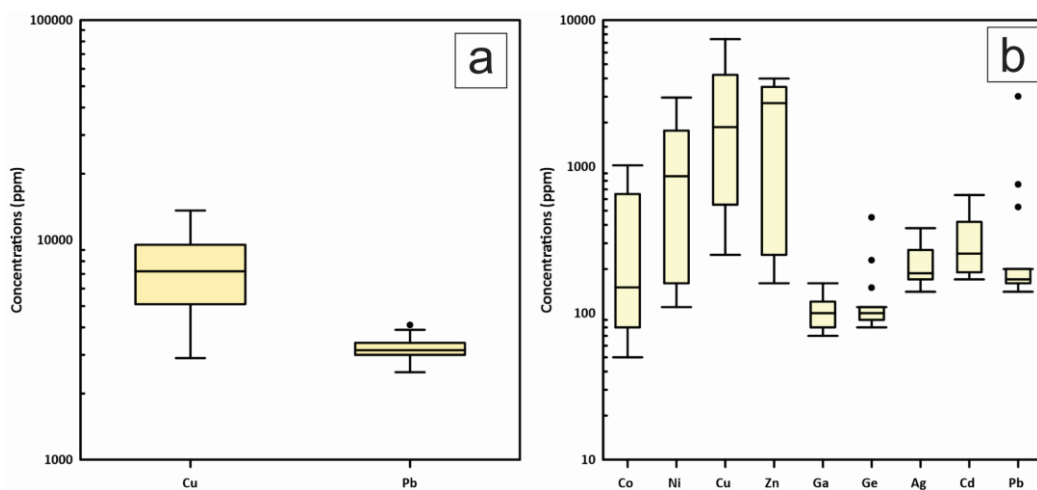 a
100000
10000
1000
Concentrations (ppm)
Cu Pb
b
10000
1000
100
10
Concentrations (ppm)
Co Ni Cu Zn Ga Ge Ag Cd Pb